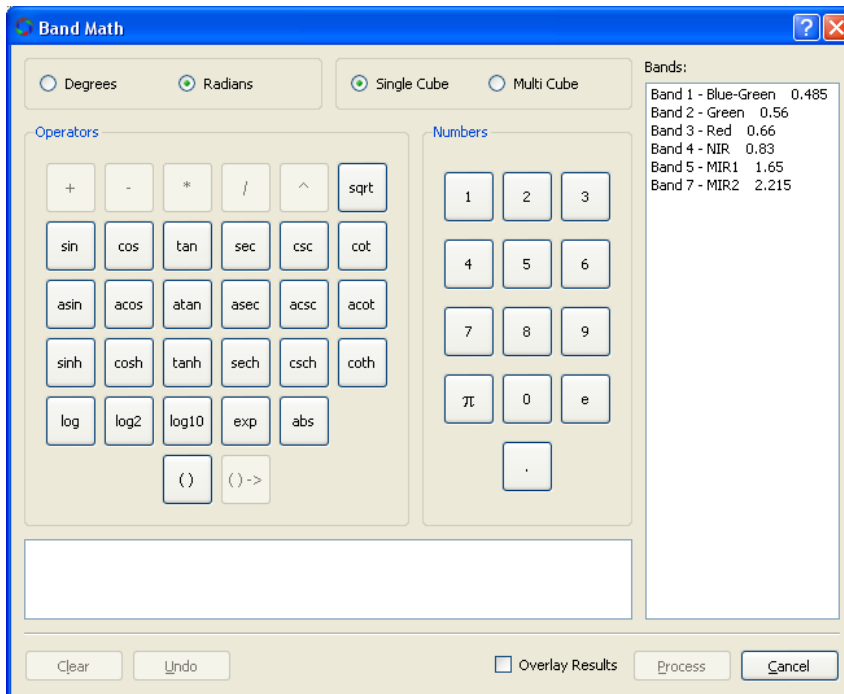 Band Math
Degrees Radians Single Cube Multi Cube Bands:
Operators
+ - * / ^ sqrt
sin cos tan sec csc cot
asin acos atan asec acsc acot
sinh cosh tanh sech csch coth
log log2 log10 exp abs
() ()->
Numbers
1 2 3
4 5 6
7 8 9
π 0 e
.
Band 1 - Blue-Green 0.485
Band 2 - Green 0.56
Band 3 - Red 0.66
Band 4 - NIR 0.83
Band 5 - MIR1 1.65
Band 7 - MIR2 2.215
Clear Undo Overlay Results Process Cancel